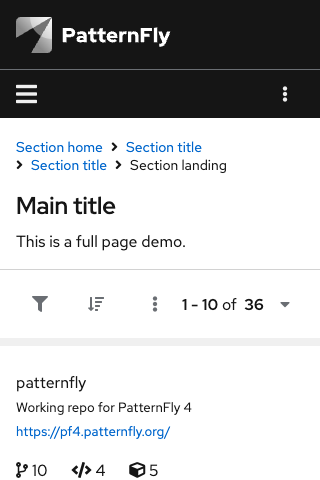 PatternFly
Section home > Section title
> Section title > Section landing
Main title
This is a full page demo.
1 - 10 of 36
patternfly
Working repo for PatternFly 4
https://pf4.patternfly.org/
10 4 5